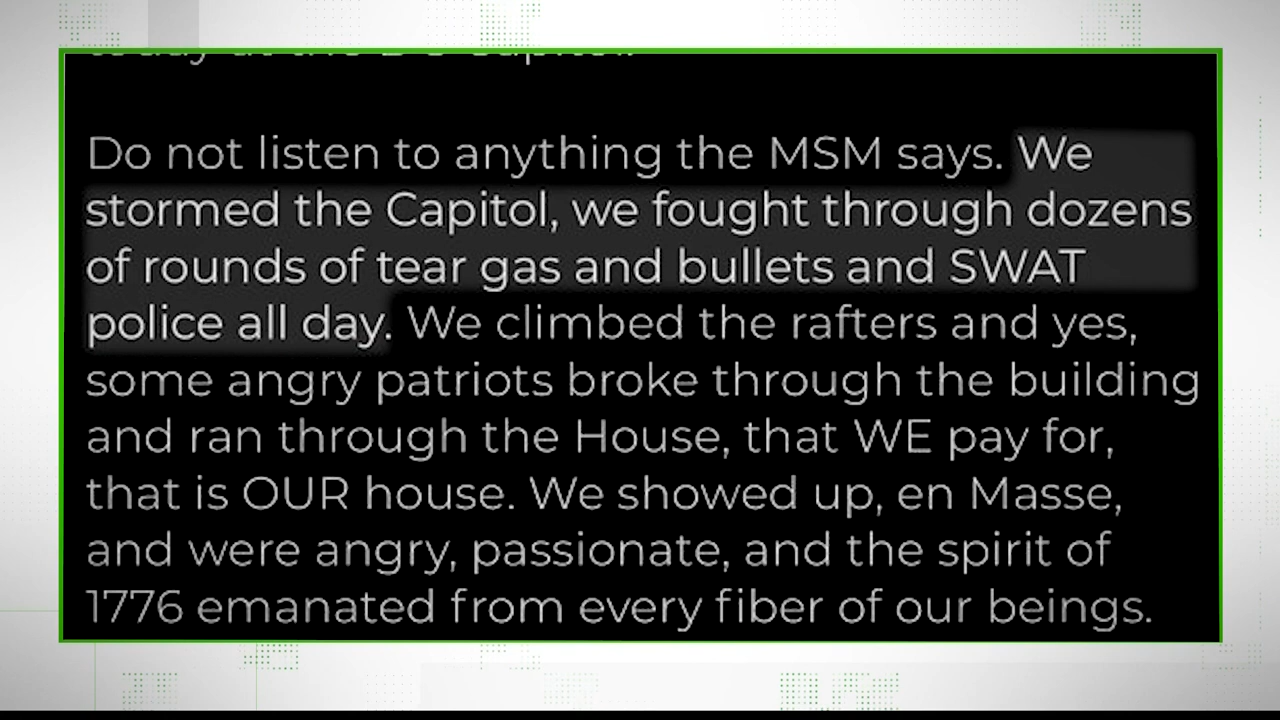 Do not listen to anything the MSM says. We
stormed the Capitol, we fought through dozens
of rounds of tear gas and bullets and SWAT
police all day. We climbed the rafters and yes,
some angry patriots broke through the building
and ran through the House, that WE pay for,
that is OUR house. We showed up, en Masse,
and were angry, passionate, and the spirit of
1776 emanated from every fiber of our beings.